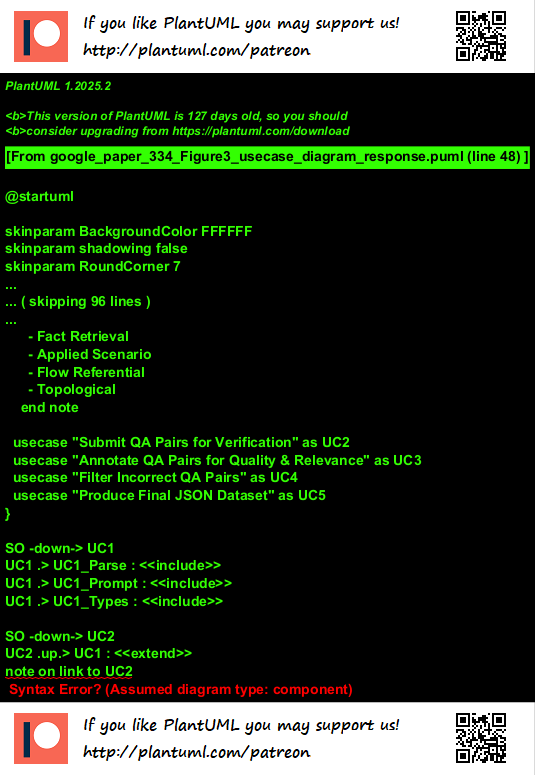 If you like PlantUML you may support us!
http://plantuml.com/patreon
PlantUML 1.2025.2
<b>This version of PlantUML is 127 days old, so you should
<b>consider upgrading from https://plantuml.com/download
[From google_paper_334_Figure3_usecase_diagram_response.puml (line 48) ]
@startuml
skinparam BackgroundColor FFFFFF
skinparam shadowing false
skinparam RoundCorner 7
...
... ( skipping 96 lines )
...
- Fact Retrieval
- Applied Scenario
- Flow Referential
- Topological
end note
usecase "Submit QA Pairs for Verification" as UC2
usecase "Annotate QA Pairs for Quality & Relevance" as UC3
usecase "Filter Incorrect QA Pairs" as UC4
usecase "Produce Final JSON Dataset" as UC5
}
SO -down-> UC1
UC1 .> UC1_Parse : <<include>>
UC1 .> UC1_Prompt : <<include>>
UC1 .> UC1_Types : <<include>>
SO -down-> UC2
UC2 .up.> UC1 : <<extend>>
note on link to UC2
Syntax Error? (Assumed diagram type: component)
If you like PlantUML you may support us!
http://plantuml.com/patreon